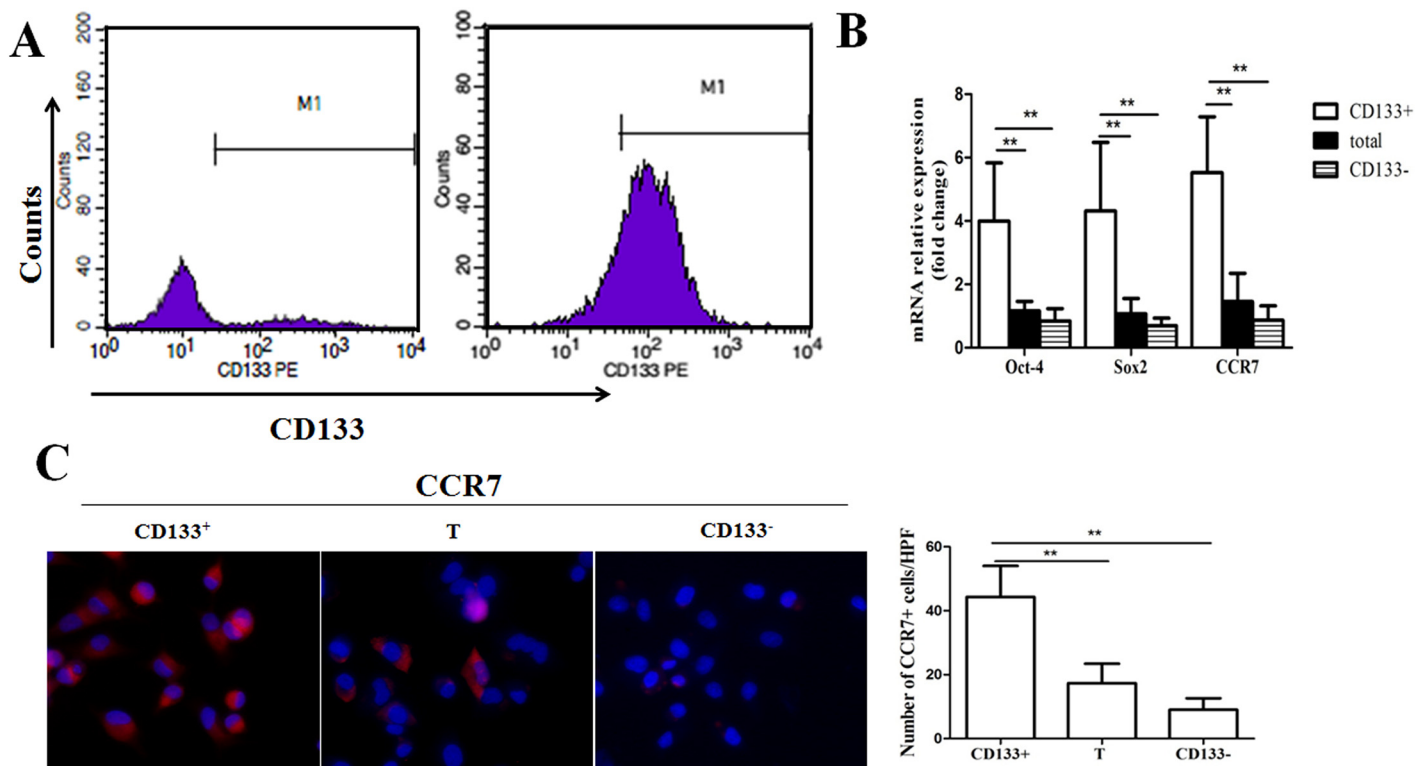 A
Counts
200
160
120
80
40
0
Counts
M1
10^0 10^1 10^2 10^3 10^4
CD133 PE
100
80
60
40
20
0
Counts
M1
10^0 10^1 10^2 10^3 10^4
CD133 PE
CD133
B
mRNA relative expression
(fold change)
8
6
4
2
0
** ** ** ** ** **
Oct-4 Sox2 CCR7
CD133+
total
CD133-
C
CCR7
CD133+ T CD133-
Number of CCR7+ cells/HPF
60
40
20
0
**
**
CD133+ T CD133-